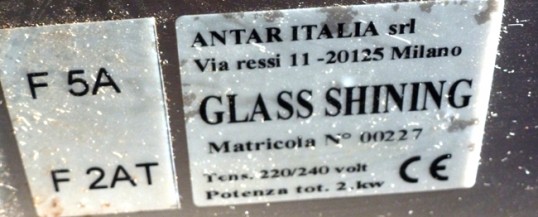 F 5A
F 2AT
ANTAR ITALIA srl
Via ressi 11 -20125 Milano
GLASS SHINING
Matricola N° 00227
Tens. 220/240 volt
Potenza tot. 2.kw
CE